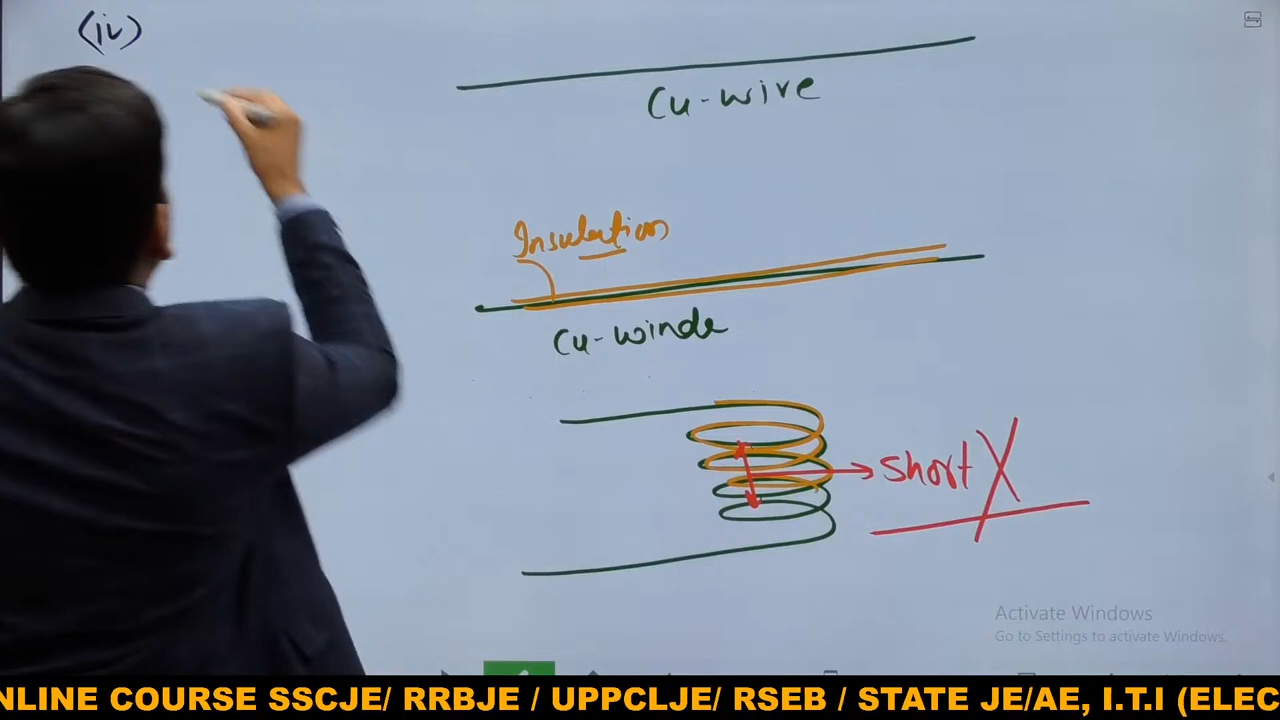 (iv)
Cu-wire
Insulation
Cu-winde
short X
Activate Windows
Go to Settings to activate Windows.
NLINE COURSE SSCJE/ RRBJE / UPPCLJE/ RSEB / STATE JE/AE, I.T.I (ELEC